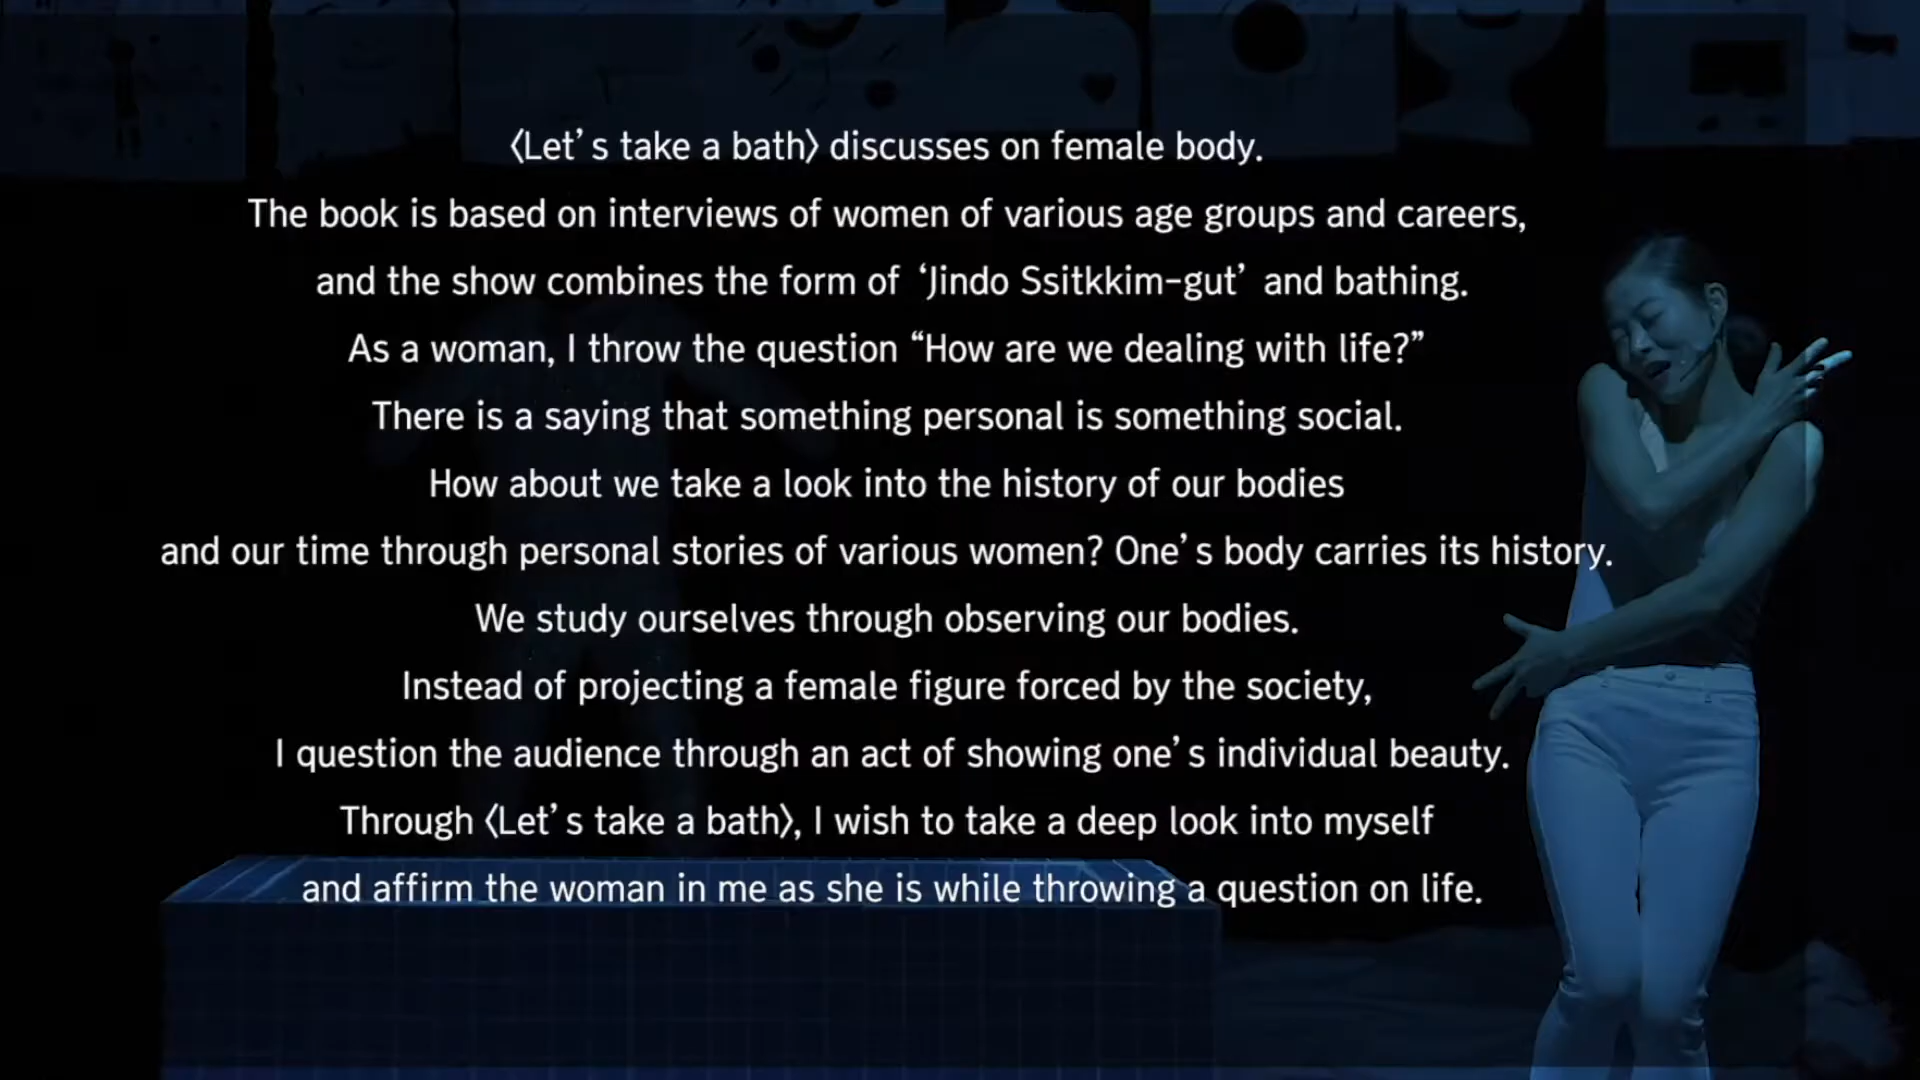 〈Let’s take a bath〉 discusses on female body.
The book is based on interviews of women of various age groups and careers,
and the show combines the form of ‘Jindo Ssitkkim-gut’ and bathing.
As a woman, I throw the question “How are we dealing with life?”
There is a saying that something personal is something social.
How about we take a look into the history of our bodies
and our time through personal stories of various women? One’s body carries its history.
We study ourselves through observing our bodies.
Instead of projecting a female figure forced by the society,
I question the audience through an act of showing one’s individual beauty.
Through 〈Let’s take a bath〉, I wish to take a deep look into myself
and affirm the woman in me as she is while throwing a question on life.